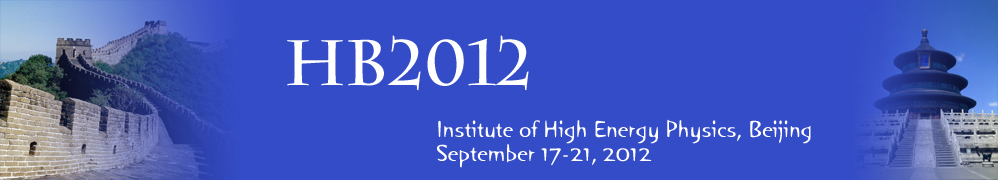 HB2012
Institute of High Energy Physics, Beijing
September 17-21, 2012